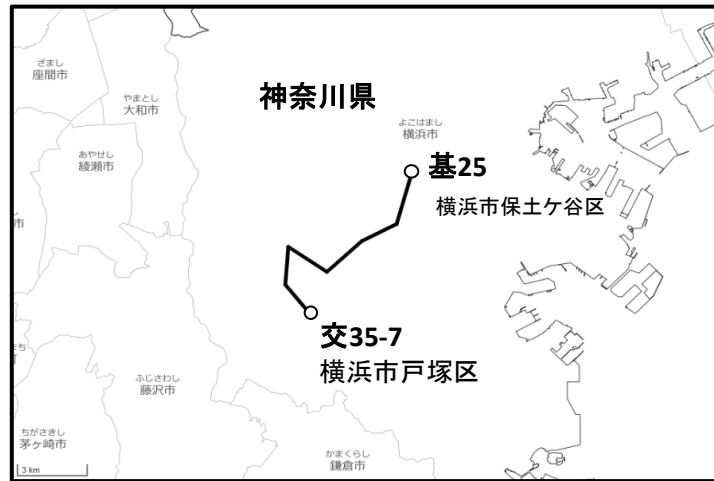 ざまし
座間市
やまとし
大和市
神奈川県
よこはまし
横浜市
あやせし
綾瀬市
基25
横浜市保土ケ谷区
市
交35-7
横浜市戸塚区
まち
ふじさわし
藤沢市
ちがさきし
茅ヶ崎市
かまくらし
鎌倉市
3 km